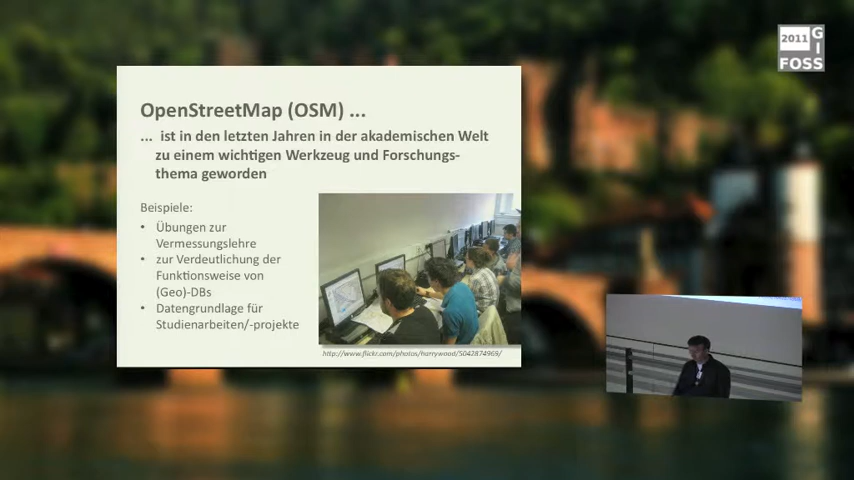 2011
GI
FOSS
OpenStreetMap (OSM) ...
... ist in den letzten Jahren in der akademischen Welt
zu einem wichtigen Werkzeug und Forschungs-
thema geworden
Beispiele:
• Übungen zur
Vermessungslehre
• zur Verdeutlichung der
Funktionsweise von
(Geo)-DBs
• Datengrundlage für
Studienarbeiten/-projekte
http://www.flickr.com/photos/harrywood/5042874969/